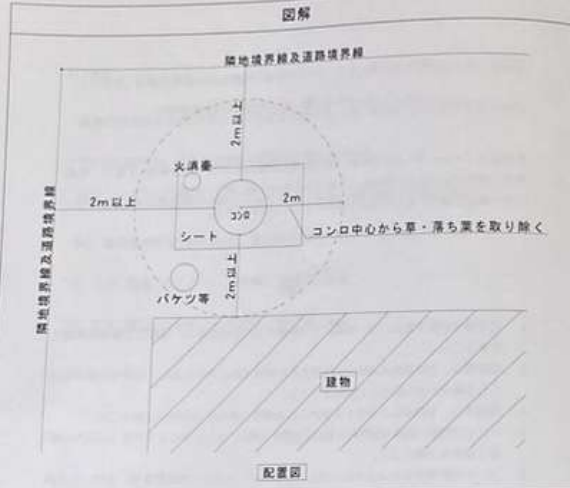 図解
隣地境界線及道路境界線
2m以上
火消壷
2m以上
コンロ
2m
シート
コンロ中心から草・落ち葉を取り除く
2m以上
バケツ等
隣地境界線及道路境界線
建物
配置図